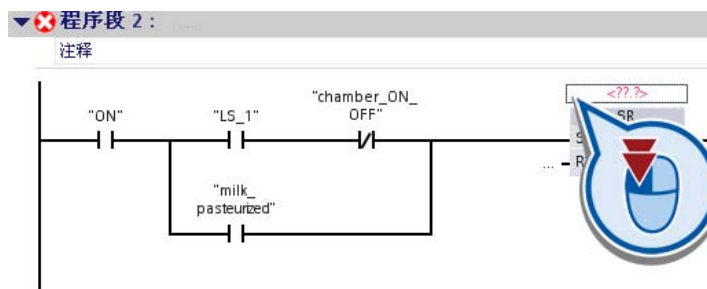 程序段 2：
注释
<??.?>
"chamber_ON_
"ON"
"LS_1"
OFF"
SR
S
... R
"milk_
pasteurized"